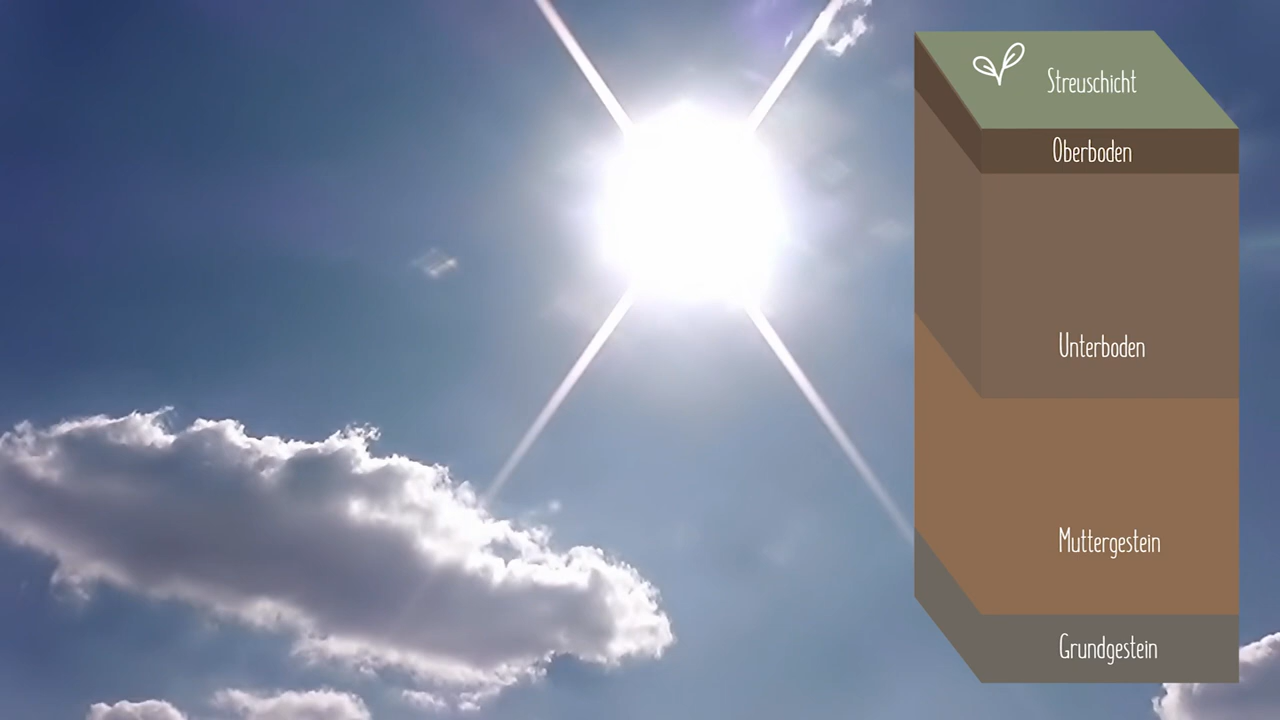 Streuschicht
Oberboden
Unterboden
Muttergestein
Grundgestein